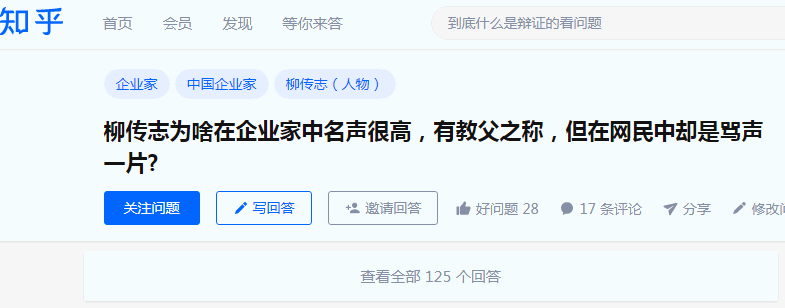 知乎 首页 会员 发现 等你来答 到底什么是辩证的看问题
企业家 中国企业家 柳传志（人物）
柳传志为啥在企业家中名声很高，有教父之称，但在网民中却是骂声
一片?
关注问题 写回答 邀请回答 好问题 28 17 条评论 分享 修改
查看全部 125 个回答